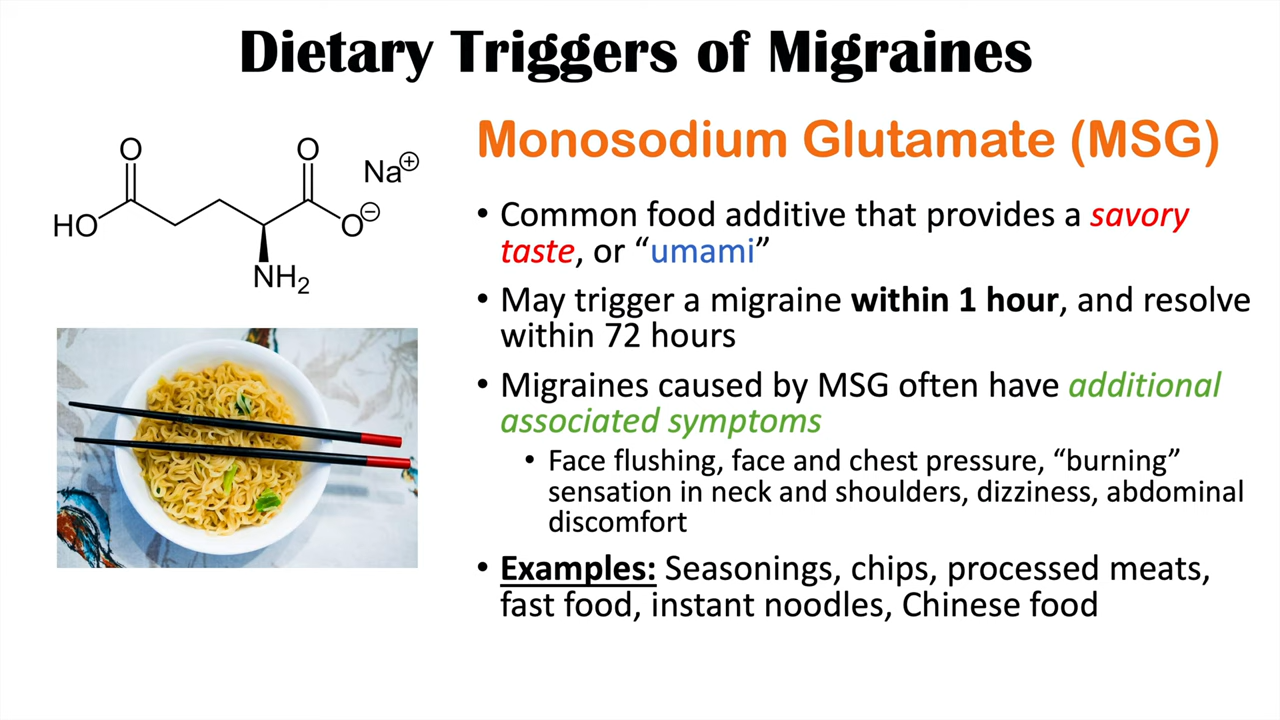 Dietary Triggers of Migraines
Monosodium Glutamate (MSG)
O
O
Na⊕
HO
O⊖
NH₂
• Common food additive that provides a savory
taste, or “umami”
• May trigger a migraine within 1 hour, and resolve
within 72 hours
• Migraines caused by MSG often have additional
associated symptoms
• Face flushing, face and chest pressure, “burning”
sensation in neck and shoulders, dizziness, abdominal
discomfort
• Examples: Seasonings, chips, processed meats,
fast food, instant noodles, Chinese food